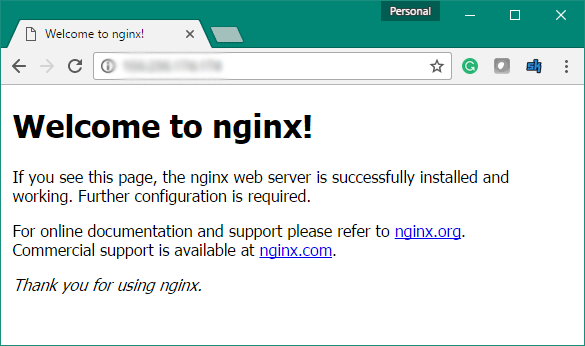 Personal
Welcome to nginx!
Welcome to nginx!
If you see this page, the nginx web server is successfully installed and
working. Further configuration is required.
For online documentation and support please refer to nginx.org.
Commercial support is available at nginx.com.
Thank you for using nginx.